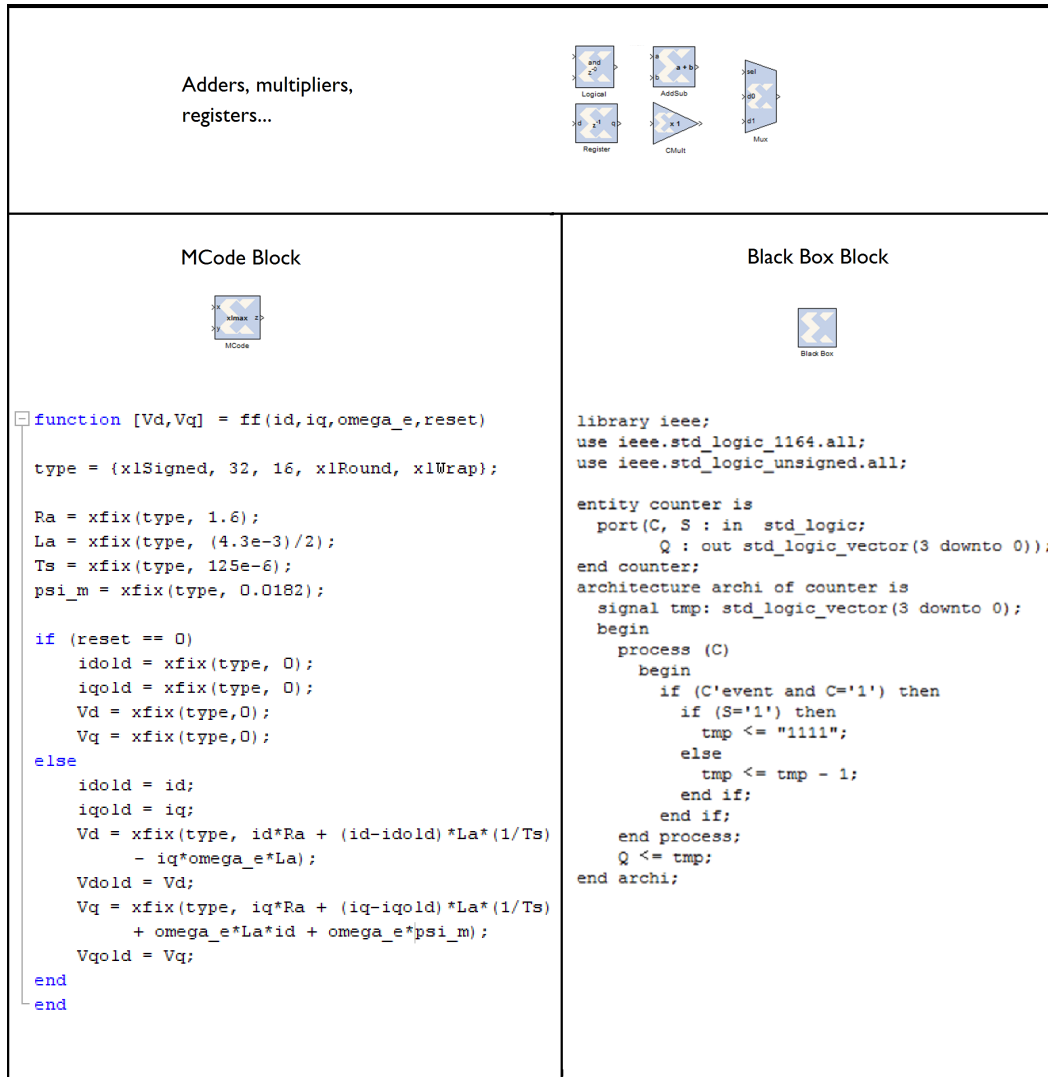 Adders, multipliers,
registers...
and
z^-0
Logical
a
b
a + b
AddSub
sel
d0
d1
Mux
d
z^-1
q
Register
x 1
CMult
MCode Block
x
y
xlmax
z
MCode
function [Vd,Vq] = ff(id,iq,omega_e,reset)
type = {xlSigned, 32, 16, xlRound, xlWrap};
Ra = xfix(type, 1.6);
La = xfix(type, (4.3e-3)/2);
Ts = xfix(type, 125e-6);
psi_m = xfix(type, 0.0182);
if (reset == 0)
    idold = xfix(type, 0);
    iqold = xfix(type, 0);
    Vd = xfix(type,0);
    Vq = xfix(type,0);
else
    idold = id;
    iqold = iq;
    Vd = xfix(type, id*Ra + (id-idold)*La*(1/Ts)
         - iq*omega_e*La);
    Vdold = Vd;
    Vq = xfix(type, iq*Ra + (iq-iqold)*La*(1/Ts)
         + omega_e*La*id + omega_e*psi_m);
    Vqold = Vq;
end
end
Black Box Block
Black Box
library ieee;
use ieee.std_logic_1164.all;
use ieee.std_logic_unsigned.all;
entity counter is
  port(C, S : in  std_logic;
        Q : out std_logic_vector(3 downto 0));
end counter;
architecture archi of counter is
  signal tmp: std_logic_vector(3 downto 0);
  begin
    process (C)
      begin
        if (C'event and C='1') then
          if (S='1') then
            tmp <= "1111";
          else
            tmp <= tmp - 1;
          end if;
        end if;
    end process;
    Q <= tmp;
end archi;